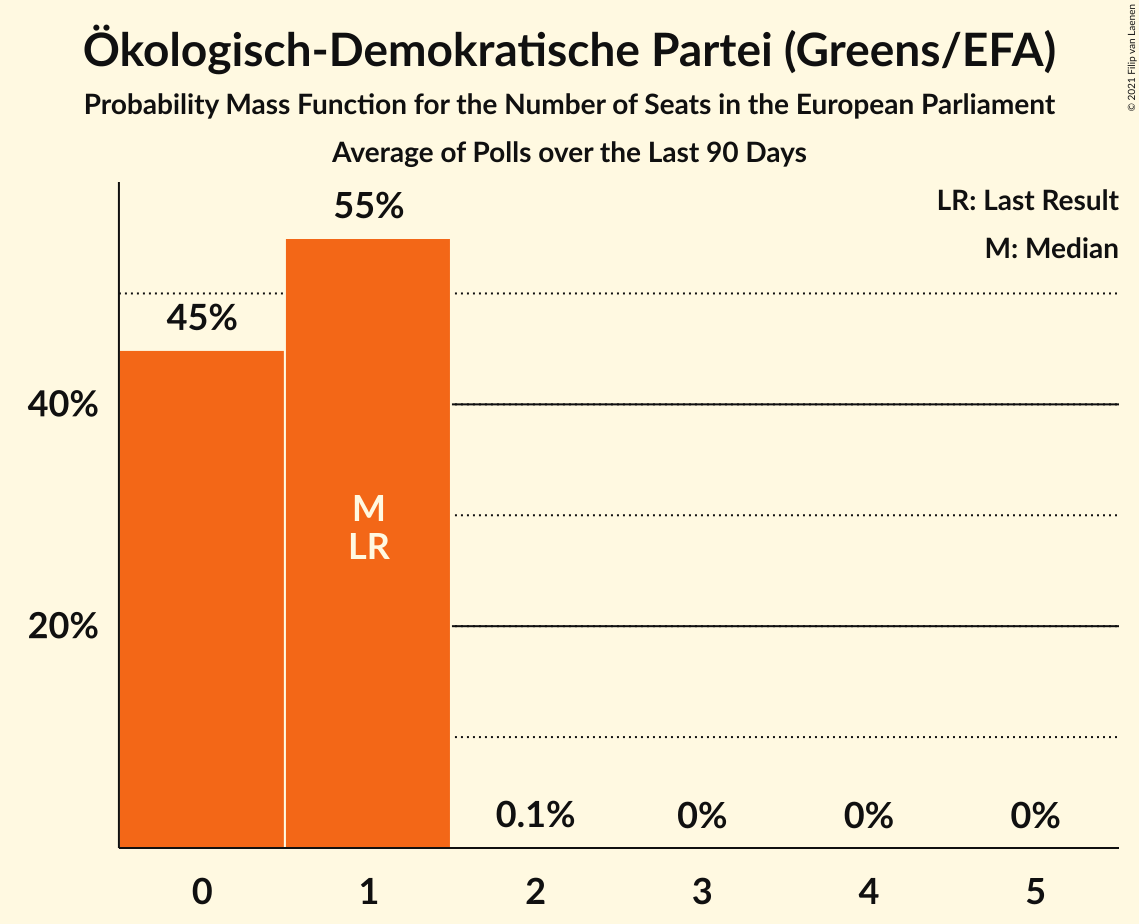 Ökologisch-Demokratische Partei (Greens/EFA)
Probability Mass Function for the Number of Seats in the European Parliament
Average of Polls over the Last 90 Days
© 2021 Filip van Laenen
LR: Last Result
M: Median
55%
45%
40%
20%
M
LR
0.1%
0%
0%
0%
0
1
2
3
4
5